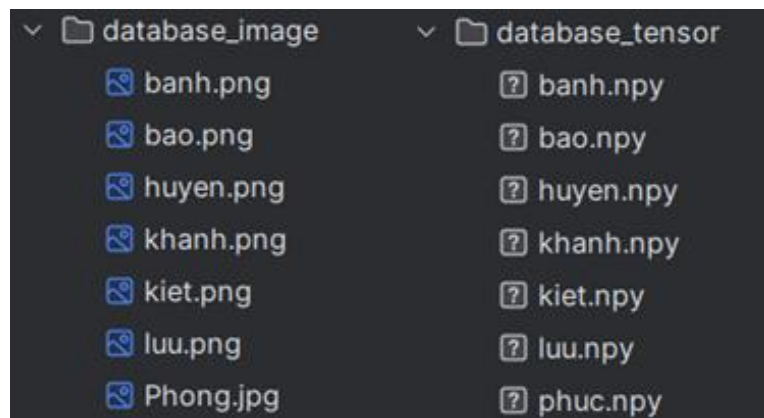 database_image
banh.png
bao.png
huyen.png
khanh.png
kiet.png
luu.png
Phong.jpg
database_tensor
banh.npy
bao.npy
huyen.npy
khanh.npy
kiet.npy
luu.npy
phuc.npy